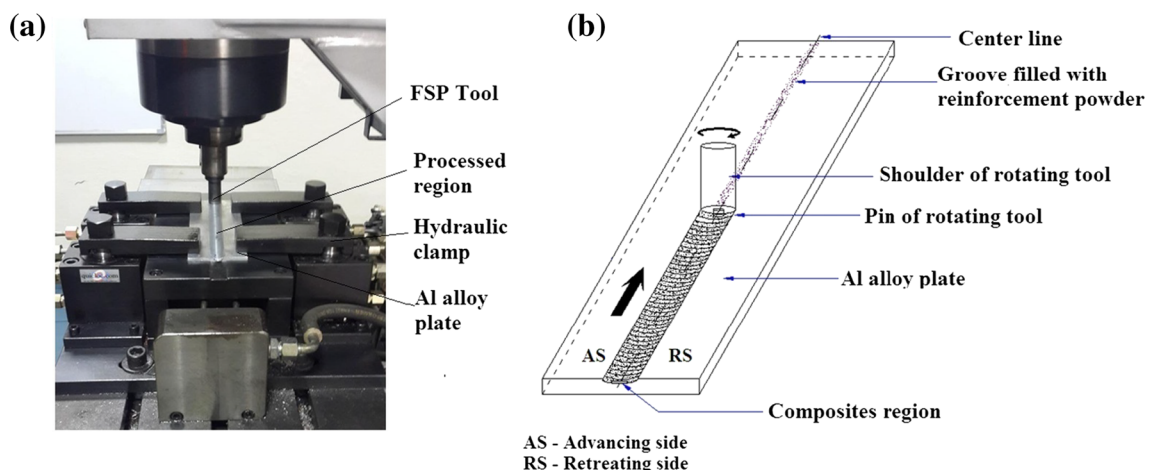 (a)
FSP Tool
Processed
region
Hydraulic
clamp
Al alloy
plate
(b)
Center line
Groove filled with
reinforcement powder
Shoulder of rotating tool
Pin of rotating tool
Al alloy plate
AS
RS
Composites region
AS - Advancing side
RS - Retreating side